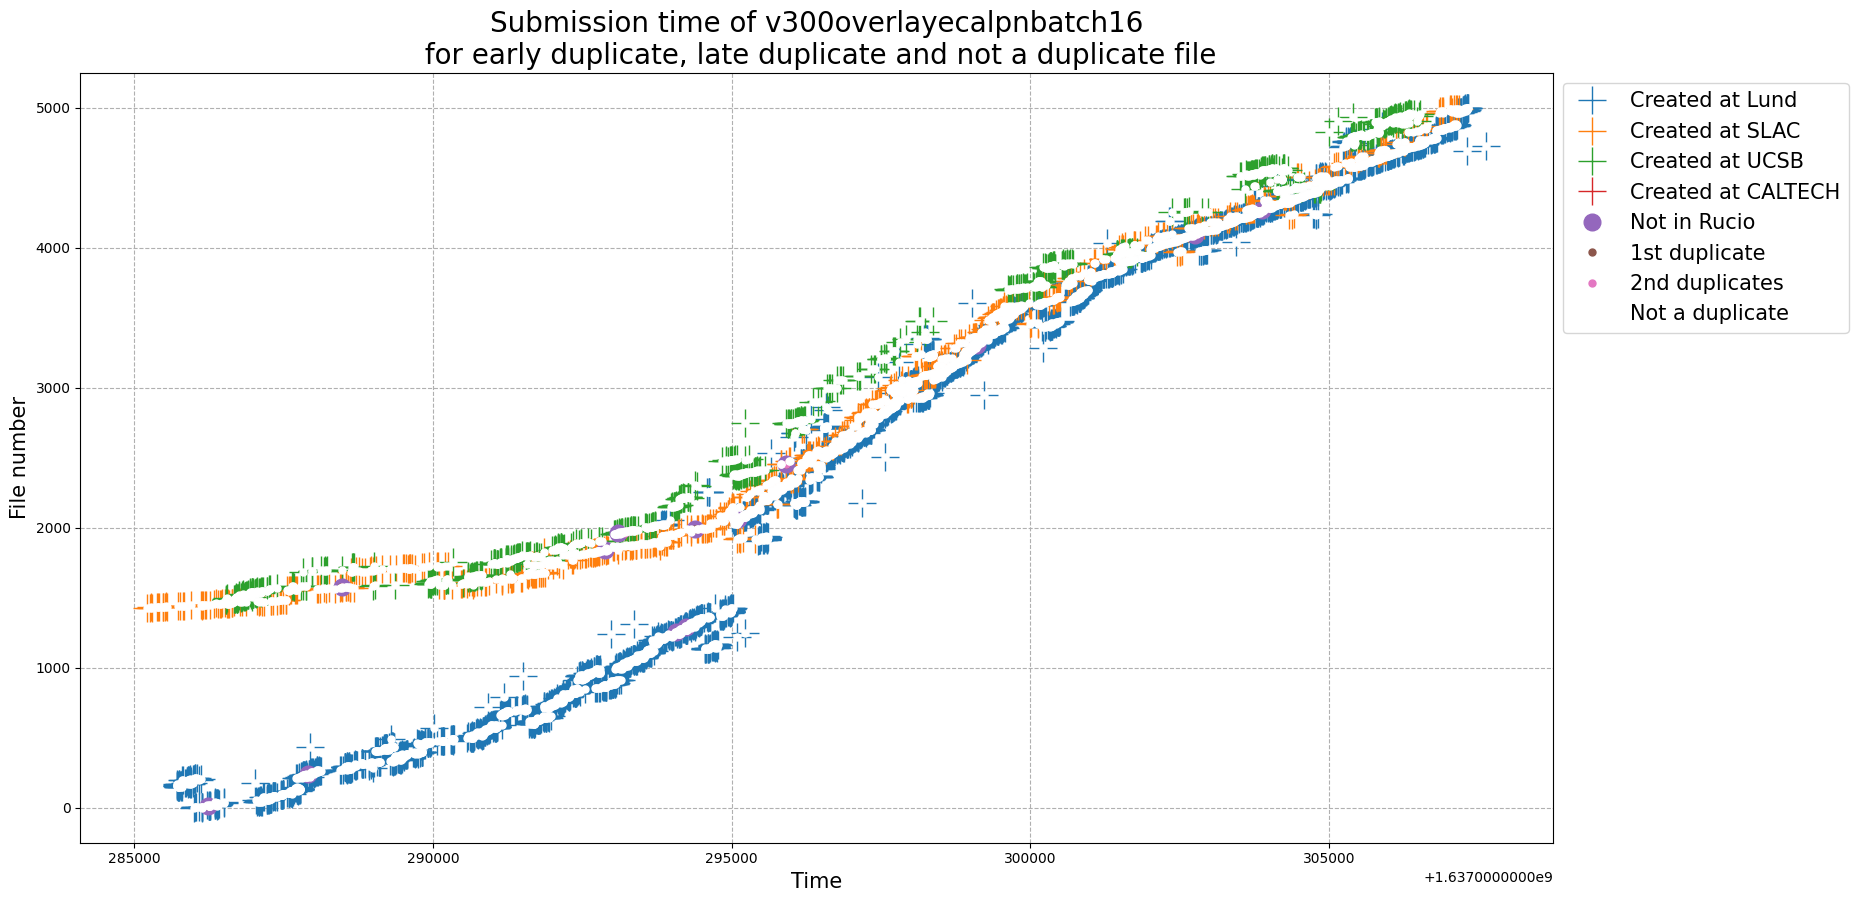 Submission time of v300overlayecalpnbatch16
for early duplicate, late duplicate and not a duplicate file
File number
5000
4000
3000
2000
1000
0
285000
290000
295000
300000
305000
+1.6370000000e9
Time
Created at Lund
Created at SLAC
Created at UCSB
Created at CALTECH
Not in Rucio
1st duplicate
2nd duplicates
Not a duplicate